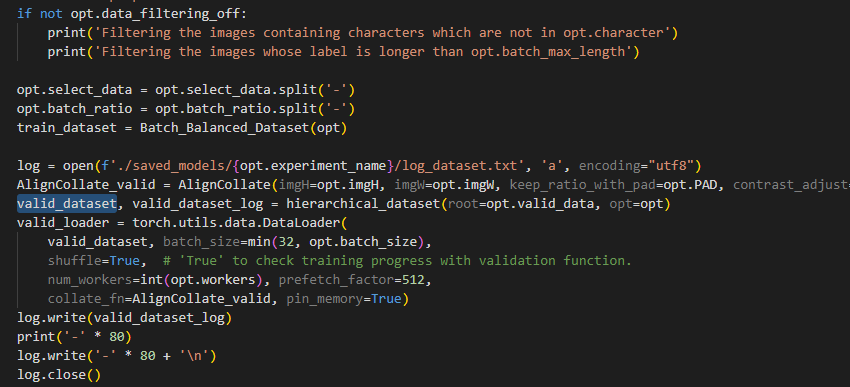 if not opt.data_filtering_off:
    print('Filtering the images containing characters which are not in opt.character')
    print('Filtering the images whose label is longer than opt.batch_max_length')

opt.select_data = opt.select_data.split('-')
opt.batch_ratio = opt.batch_ratio.split('-')
train_dataset = Batch_Balanced_Dataset(opt)

log = open(f'./saved_models/{opt.experiment_name}/log_dataset.txt', 'a', encoding="utf8")
AlignCollate_valid = AlignCollate(imgH=opt.imgH, imgW=opt.imgW, keep_ratio_with_pad=opt.PAD, contrast_adjust=
valid_dataset, valid_dataset_log = hierarchical_dataset(root=opt.valid_data, opt=opt)
valid_loader = torch.utils.data.DataLoader(
    valid_dataset, batch_size=min(32, opt.batch_size),
    shuffle=True,  # 'True' to check training progress with validation function.
    num_workers=int(opt.workers), prefetch_factor=512,
    collate_fn=AlignCollate_valid, pin_memory=True)
log.write(valid_dataset_log)
print('-' * 80)
log.write('-' * 80 + '\n')
log.close()